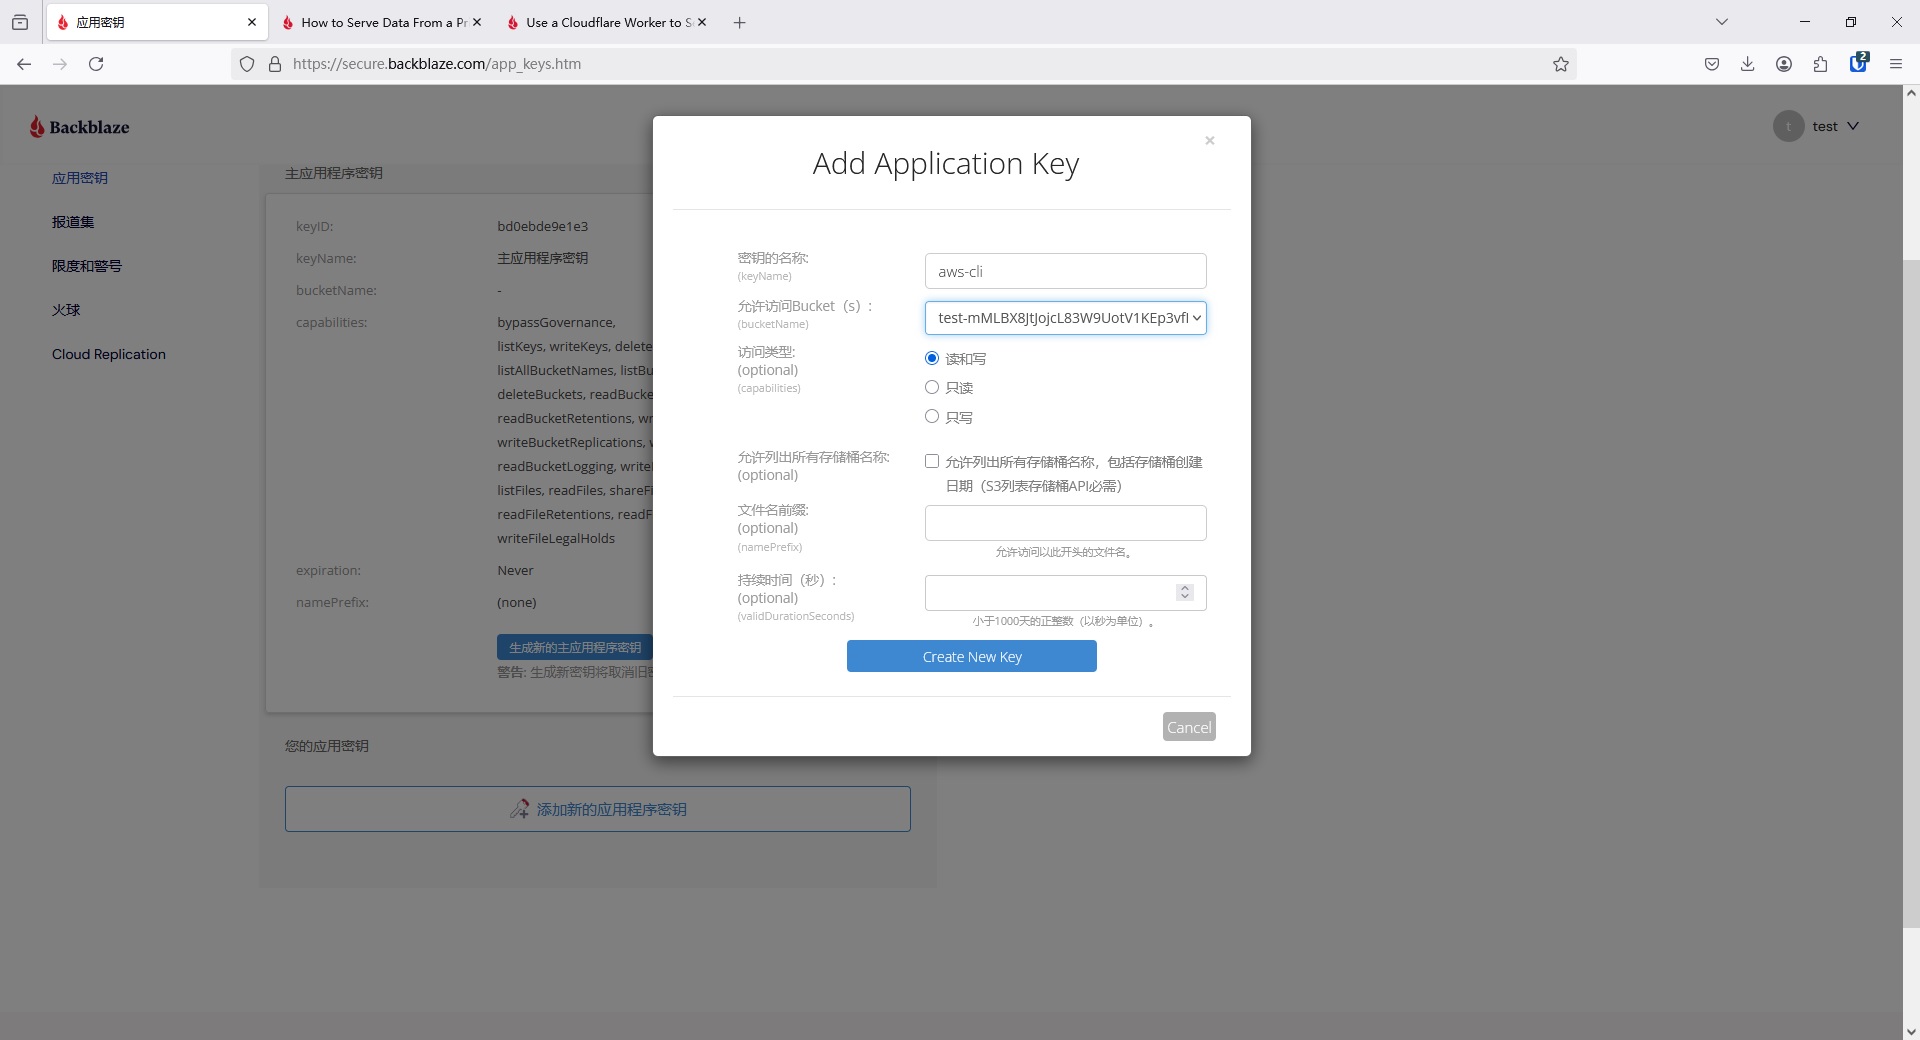 应用密钥
How to Serve Data From a Pr
Use a Cloudflare Worker to S
https://secure.backblaze.com/app_keys.htm
2
Backblaze
t
test
应用密钥
报道集
限度和警号
火球
Cloud Replication
主应用程序密钥
keyID:
bd0ebde9e1e3
keyName:
主应用程序密钥
bucketName:
-
capabilities:
bypassGovernance,
listKeys, writeKeys, delete
listAllBucketNames, listBu
deleteBuckets, readBucke
readBucketRetentions, wr
writeBucketReplications, w
readBucketLogging, write
listFiles, readFiles, shareFi
readFileRetentions, readF
writeFileLegalHolds
expiration:
Never
namePrefix:
(none)
生成新的主应用程序密钥
警告: 生成新密钥将取消旧
您的应用密钥
添加新的应用程序密钥
×
Add Application Key
密钥的名称:
(keyName)
aws-cli
允许访问Bucket（s）:
(bucketName)
test-mMLBX8JtJojcL83W9UotV1KEp3vfl
访问类型:
(optional)
(capabilities)
读和写
只读
只写
允许列出所有存储桶名称:
(optional)
允许列出所有存储桶名称，包括存储桶创建
日期（S3列表存储桶API必需）
文件名前缀:
(optional)
(namePrefix)
允许访问以此开头的文件名。
持续时间（秒）:
(optional)
(validDurationSeconds)
小于1000天的正整数（以秒为单位）。
Create New Key
Cancel